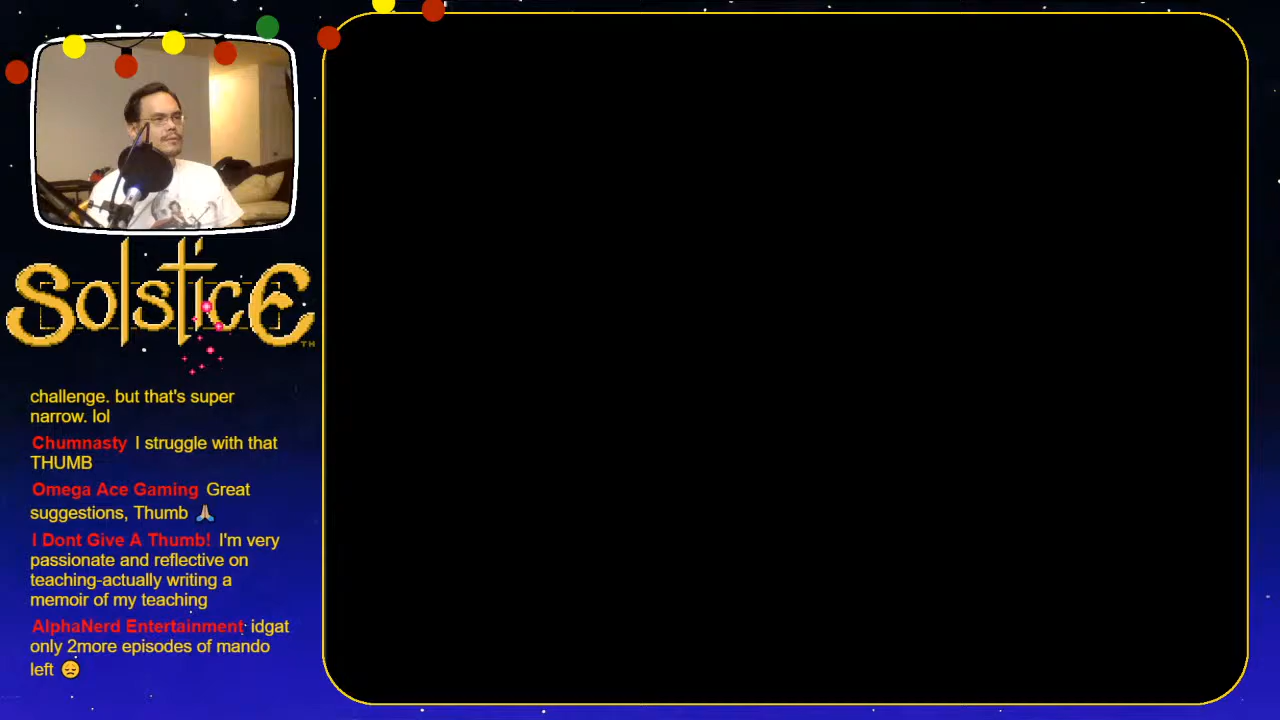 SolsticE
TM
challenge. but that's super
narrow. lol
Chumnasty I struggle with that
THUMB
Omega Ace Gaming Great
suggestions, Thumb 🙏🏽
I Dont Give A Thumb! I'm very
passionate and reflective on
teaching-actually writing a
memoir of my teaching
AlphaNerd Entertainment idgat
only 2more episodes of mando
left 😞